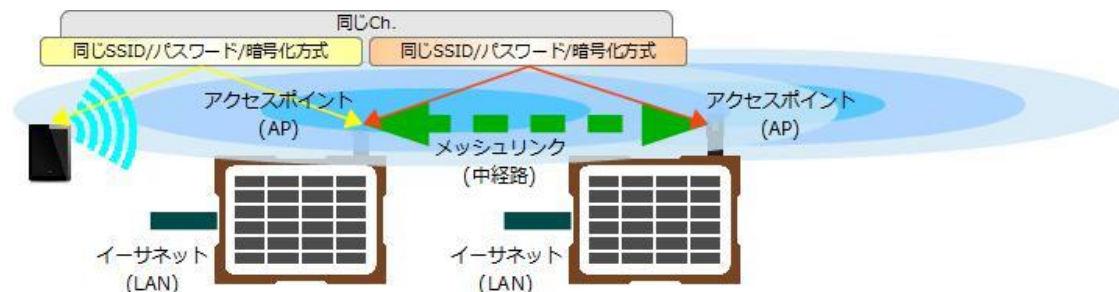 同じCh.
同じSSID/パスワード/暗号化方式
同じSSID/パスワード/暗号化方式
アクセスポイント
(AP)
アクセスポイント
(AP)
メッシュリンク
(中経路)
イーサネット
(LAN)
イーサネット
(LAN)